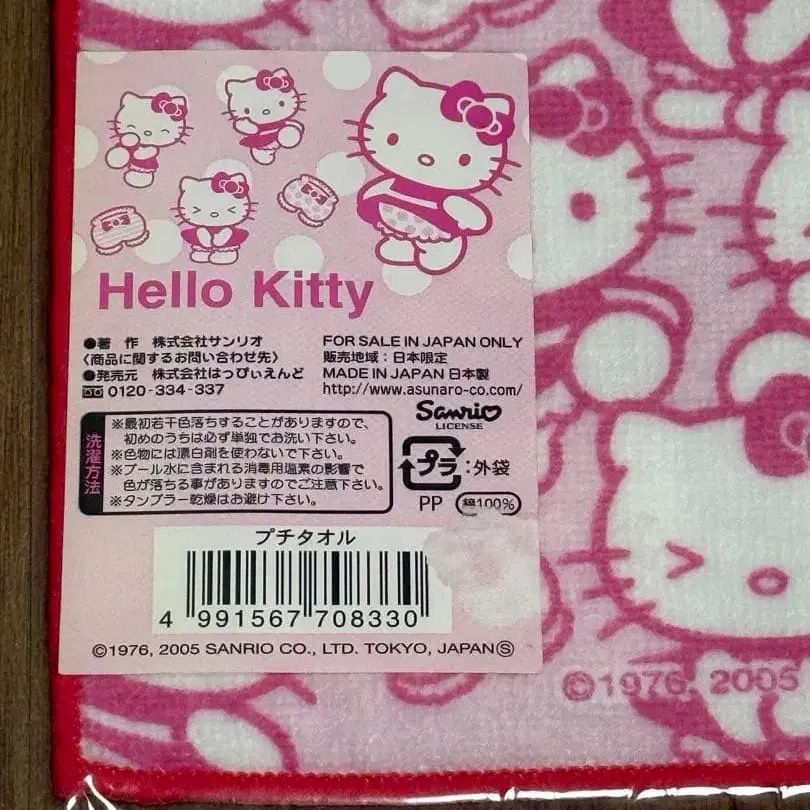 Hello Kitty
●著 作 株式会社サンリオ
〈商品に関するお問い合わせ先〉
●発売元 株式会社はっぴぃえんど
0120-334-337
FOR SALE IN JAPAN ONLY
販売地域：日本限定
MADE IN JAPAN 日本製
http://www.asunaro-co.com/
Sanrio
LICENSE
洗濯方法
※最初若干色落ちすることがありますので、
初めのうちは必ず単独でお洗い下さい。
※色物には漂白剤を使わないで下さい。
※プール水に含まれる消毒用塩素の影響で
色が落ちる事がありますのでご注意下さい。
※タンブラー乾燥はお避け下さい。
プラ:外袋
PP 綿100%
プチタオル
4 991567 708330
©1976, 2005 SANRIO CO., LTD. TOKYO, JAPAN Ⓢ
©1976, 2005